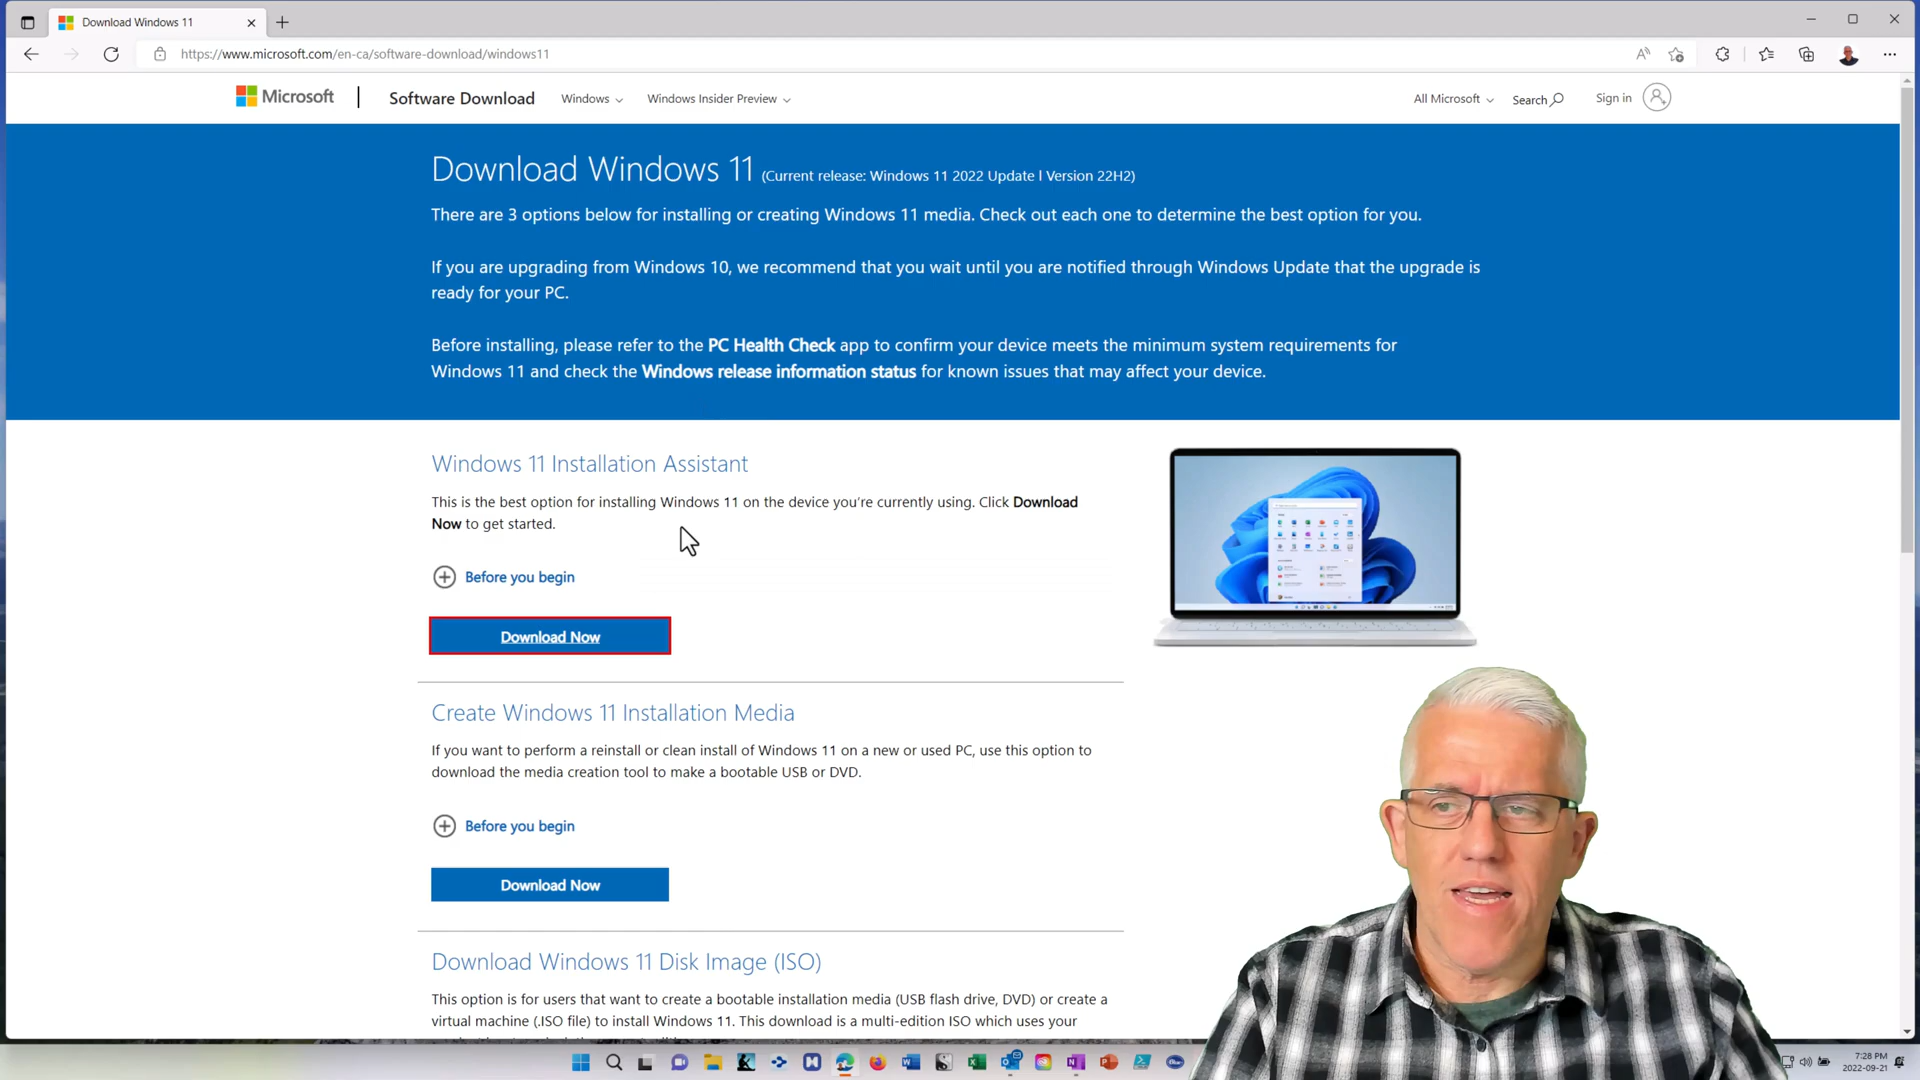 Download Windows 11
https://www.microsoft.com/en-ca/software-download/windows11
Microsoft
Software Download
Windows
Windows Insider Preview
All Microsoft
Search
Sign in
Download Windows 11 (Current release: Windows 11 2022 Update l Version 22H2)
There are 3 options below for installing or creating Windows 11 media. Check out each one to determine the best option for you.
If you are upgrading from Windows 10, we recommend that you wait until you are notified through Windows Update that the upgrade is
ready for your PC.
Before installing, please refer to the PC Health Check app to confirm your device meets the minimum system requirements for
Windows 11 and check the Windows release information status for known issues that may affect your device.
Windows 11 Installation Assistant
This is the best option for installing Windows 11 on the device you're currently using. Click Download
Now to get started.
Before you begin
Download Now
Create Windows 11 Installation Media
If you want to perform a reinstall or clean install of Windows 11 on a new or used PC, use this option to
download the media creation tool to make a bootable USB or DVD.
Before you begin
Download Now
Download Windows 11 Disk Image (ISO)
This option is for users that want to create a bootable installation media (USB flash drive, DVD) or create a
virtual machine (.ISO file) to install Windows 11. This download is a multi-edition ISO which uses your
7:28 PM
2022-09-21